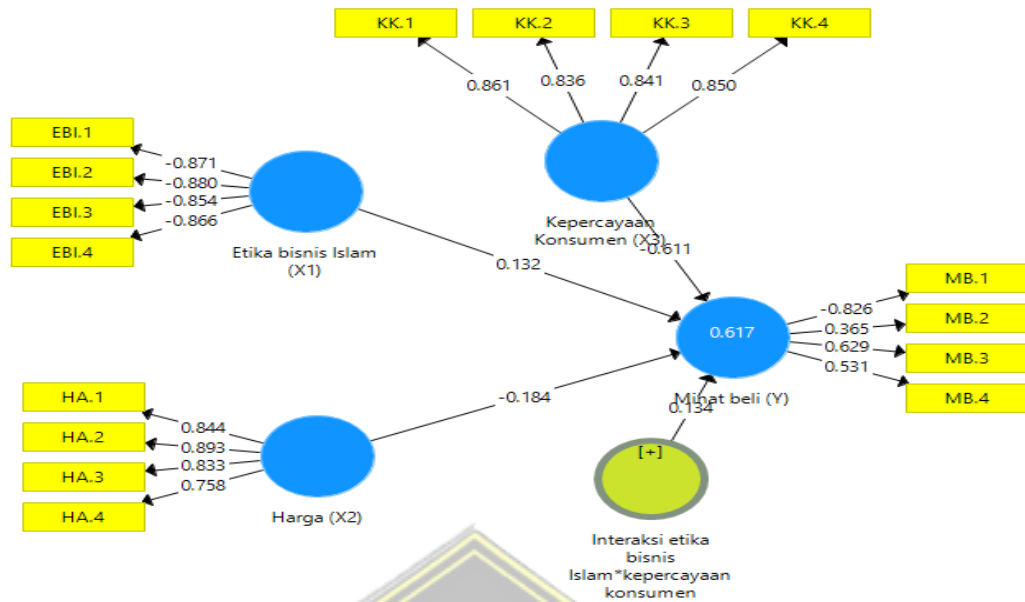 KK.1
KK.2
KK.3
KK.4
0.861
0.836
0.841
0.850
EBI.1
EBI.2
EBI.3
EBI.4
-0.871
-0.880
-0.854
-0.866
Etika bisnis Islam
(X1)
Kepercayaan
Konsumen (X3)
-0.611
0.132
MB.1
MB.2
MB.3
MB.4
-0.826
0.365
0.629
0.531
0.617
Minat beli (Y)
-0.184
0.134
HA.1
HA.2
HA.3
HA.4
0.844
0.893
0.833
0.758
Harga (X2)
[+]
Interaksi etika
bisnis
Islam*kepercayaan
konsumen